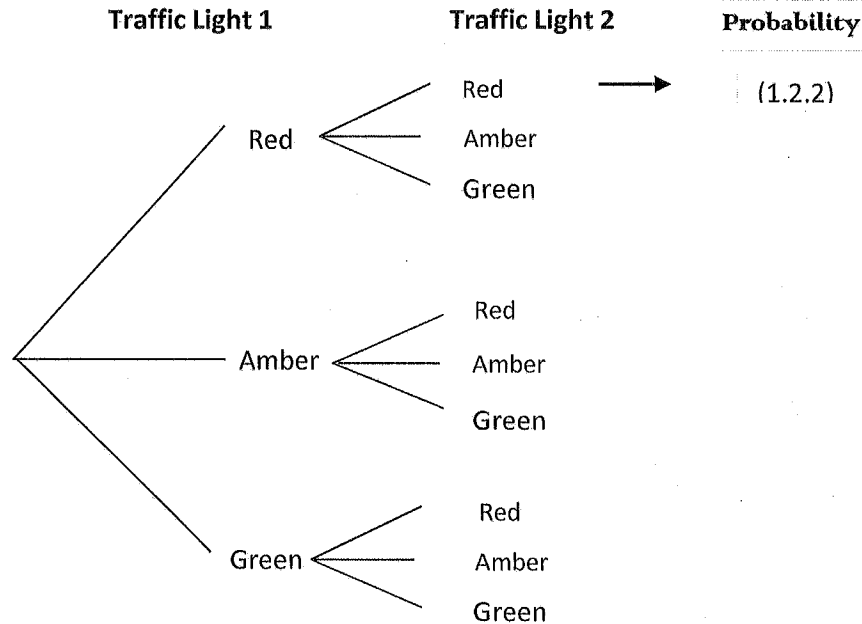 Traffic Light 1 Traffic Light 2 Probability
Red (1.2.2)
Red Amber
Green
Red
Amber Amber
Green
Red
Green Amber
Green